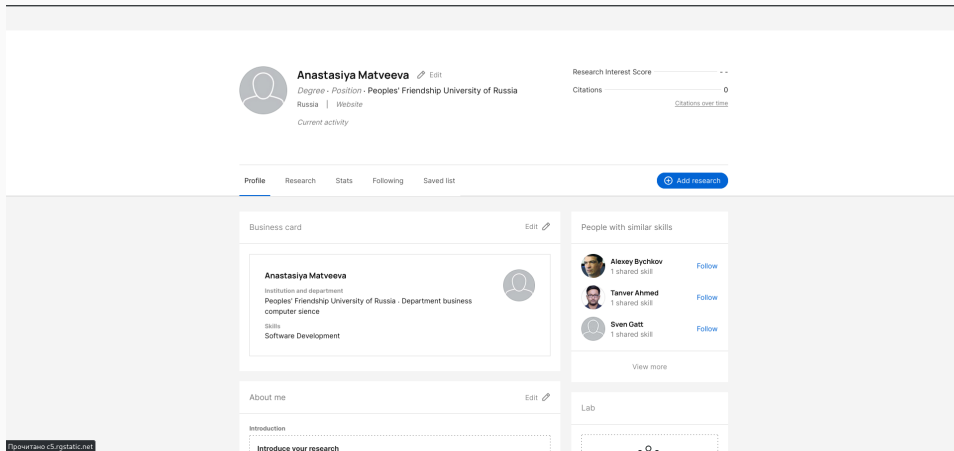 Anastasiya Matveeva Edit
Degree · Position · Peoples' Friendship University of Russia
Russia | Website
Current activity
Research Interest Score - -
Citations 0
Citations over time
Profile Research Stats Following Saved list
Add research
Business card Edit
Anastasiya Matveeva
Institution and department
Peoples' Friendship University of Russia · Department business
computer sience
Skills
Software Development
People with similar skills
Alexey Bychkov
1 shared skill
Follow
Tanver Ahmed
1 shared skill
Follow
Sven Gatt
1 shared skill
Follow
View more
About me Edit
Introduction
Introduce your research
Lab
Прочитано c5.rgstatic.net